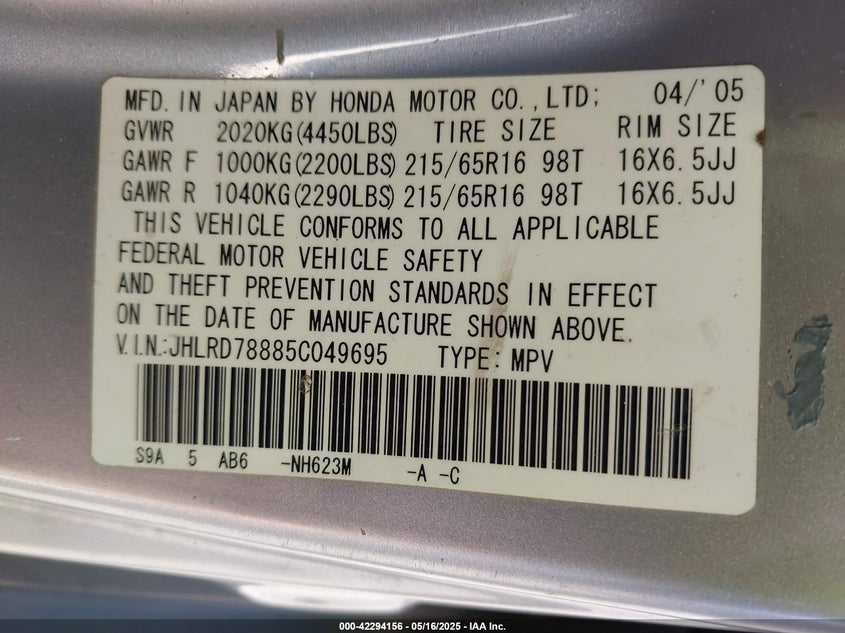 MFD. IN JAPAN BY HONDA MOTOR CO., LTD; 04/'05
GVWR 2020KG(4450LBS) TIRE SIZE RIM SIZE
GAWR F 1000KG(2200LBS) 215/65R16 98T 16X6.5JJ
GAWR R 1040KG(2290LBS) 215/65R16 98T 16X6.5JJ
THIS VEHICLE CONFORMS TO ALL APPLICABLE
FEDERAL MOTOR VEHICLE SAFETY
AND THEFT PREVENTION STANDARDS IN EFFECT
ON THE DATE OF MANUFACTURE SHOWN ABOVE.
V.I.N.:JHLRD78885C049695 TYPE: MPV
S9A 5 AB6 -NH623M -A -C
000-42294156 - 05/16/2025 - IAA Inc.